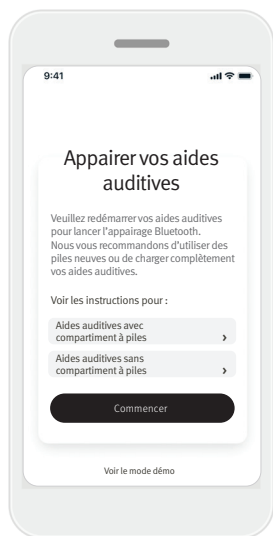 9:41
Appairer vos aides
auditives
Veuillez redémarrer vos aides auditives
pour lancer l'appairage Bluetooth.
Nous vous recommandons d'utiliser des
piles neuves ou de charger complètement
vos aides auditives.
Voir les instructions pour :
Aides auditives avec
compartiment à piles
Aides auditives sans
compartiment à piles
Commencer
Voir le mode démo